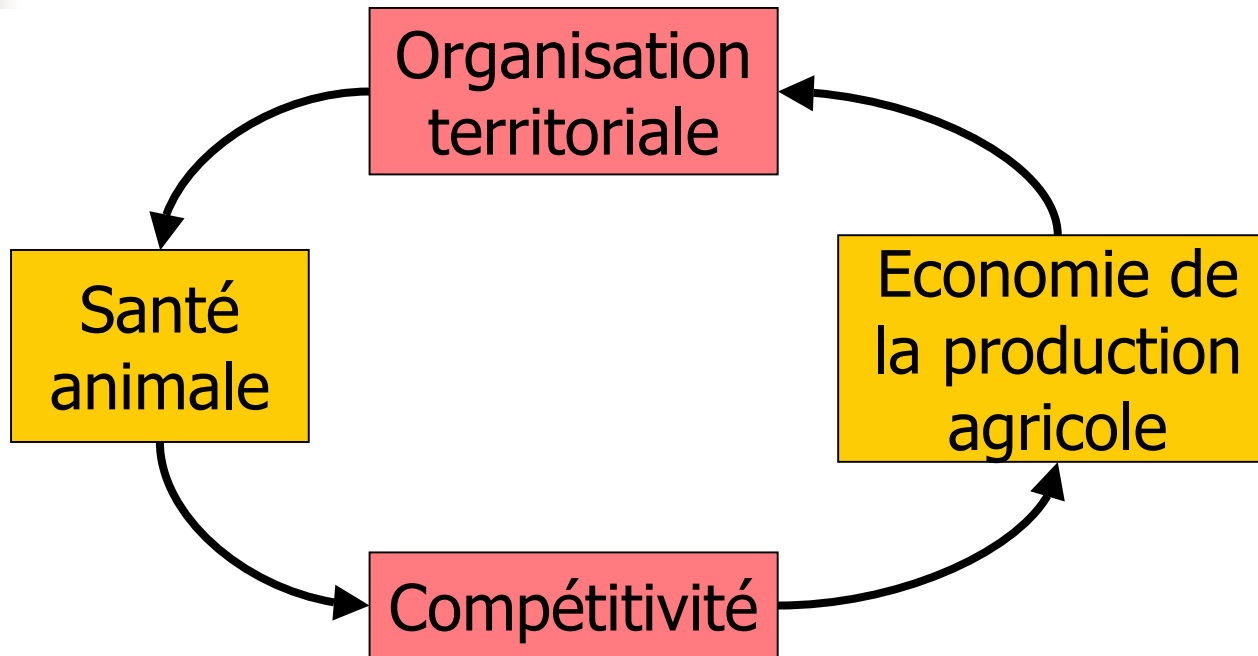 Organisation
territoriale
Santé
animale
Economie de
la production
agricole
Compétitivité